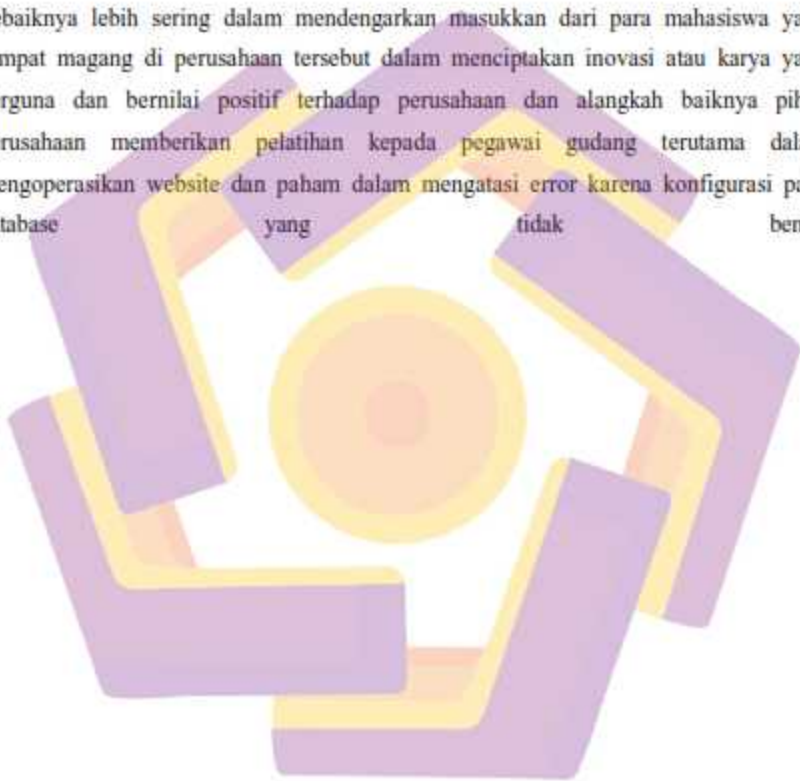 ebaiknya lebih sering dalam mendengarkan masukkan dari para mahasiswa ya
mpat magang di perusahaan tersebut dalam menciptakan inovasi atau karya ya
rguna dan bernilai positif terhadap perusahaan dan alangkah baiknya pih
rusahaan memberikan pelatihan kepada pegawai gudang terutama dala
engoperasikan website dan paham dalam mengatasi error karena konfigurasi pa
tabase yang tidak ben